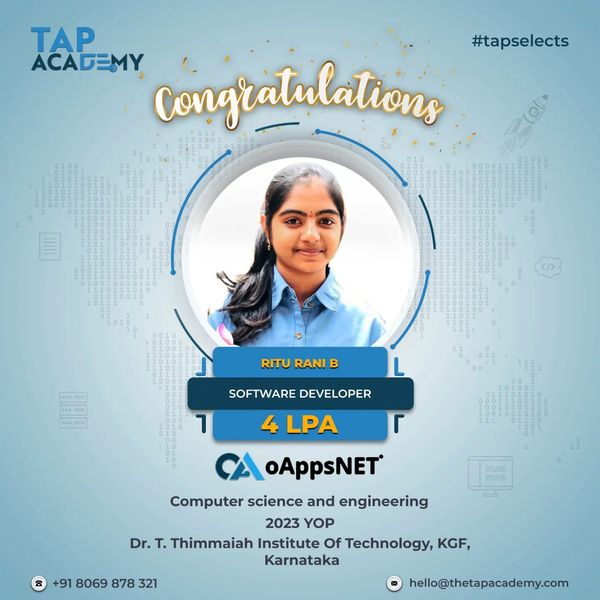 TAP
ACADEMY
#tapselects
Congratulations
RITU RANI B
SOFTWARE DEVELOPER
4 LPA
CA oAppsNET
Computer science and engineering
2023 YOP
Dr. T. Thimmaiah Institute Of Technology, KGF,
Karnataka
+91 8069 878 321
hello@thetapacademy.com